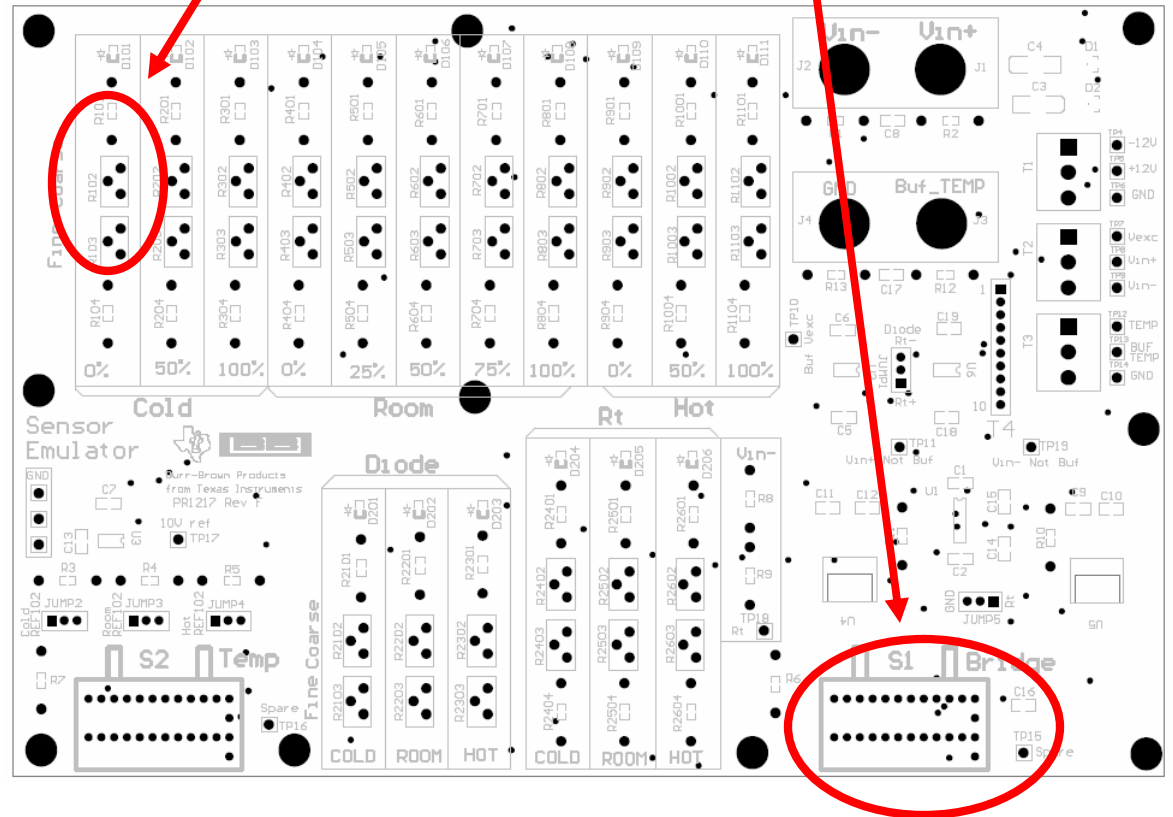 D101 D102 D103 D104 D105 D106 D107 D108 D109 D110 D111
R101 R201 R301 R401 R501 R601 R701 R801 R901 R1001 R1101
R102 R202 R302 R402 R502 R602 R702 R802 R902 R1002 R1102
R103 R203 R303 R403 R503 R603 R703 R803 R903 R1003 R1103
R104 R204 R304 R404 R504 R604 R704 R804 R904 R1004 R1104
0% 50% 100% 0% 25% 50% 75% 100% 0% 50% 100%
Cold Room Hot
Vin- Vin+
J2 J1
C4 D1
C3 D2
C8 R2
GND Buf_TEMP
J4 J3
R13 C17 R12
T1
TP4 -12V
TP5 +12V
TP6 GND
T2
TP7 Vexc
TP8 Vin+
TP9 Vin-
T3
TP12 TEMP
TP13 BUF TEMP
TP14 GND
TP10
Buf Vexc
C6 Diode C19
Rt-
JUMP1
U6
Rt+
C5 C18
1
10
T4
TP11
Vin+ Not Buf
TP19
Vin- Not Buf
Sensor
Emulator
Burr-Brown Products
from Texas Instruments
PR1217 Rev F
GND
C7
10V ref
TP17
C13 U3
R3 R4 R5
Cold REF102 JUMP2
Room REF102 JUMP3
Hot REF102 JUMP4
R7
S2 Temp
Spare
TP16
Diode
D201 D202 D203
R2101 R2201 R2301
R2102 R2202 R2302
R2103 R2203 R2303
Fine Coarse
COLD ROOM HOT
Rt
D204 D205 D206
R2401 R2501 R2601
R2402 R2502 R2602
R2403 R2503 R2603
R2404 R2504 R2604
COLD ROOM HOT
Vin-
R8
R9
TP18
Rt
R6
C11 C12 U1 C1 C15 C9 C10
C2 C14 R10
U4 U5
GND Rt
JUMP5
S1 Bridge
C16
TP15
Spare